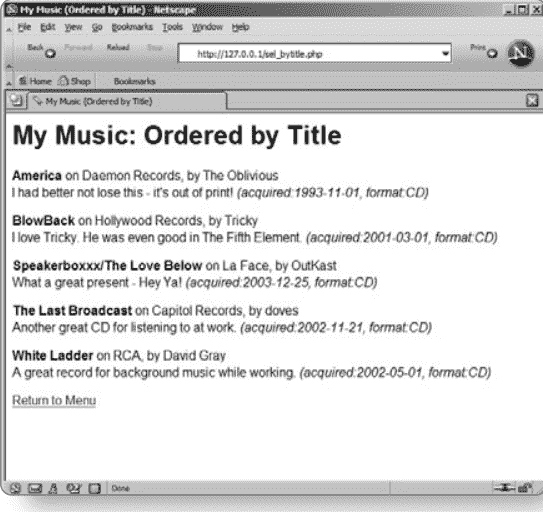 My Music (Ordered by Title) - Netscape
File Edit View Go Bookmarks Tools Window Help
Back Forward Reload Stop http://127.0.0.1/sel_bytitle.php Print N
Home Shop Bookmarks
My Music (Ordered by Title)
My Music: Ordered by Title
America on Daemon Records, by The Oblivious
I had better not lose this - it's out of print! (acquired:1993-11-01, format:CD)
BlowBack on Hollywood Records, by Tricky
I love Tricky. He was even good in The Fifth Element. (acquired:2001-03-01, format:CD)
Speakerboxxx/The Love Below on La Face, by OutKast
What a great present - Hey Ya! (acquired:2003-12-25, format:CD)
The Last Broadcast on Capitol Records, by doves
Another great CD for listening to at work. (acquired:2002-11-21, format:CD)
White Ladder on RCA, by David Gray
A great record for background music while working. (acquired:2002-05-01, format:CD)
Return to Menu
Done